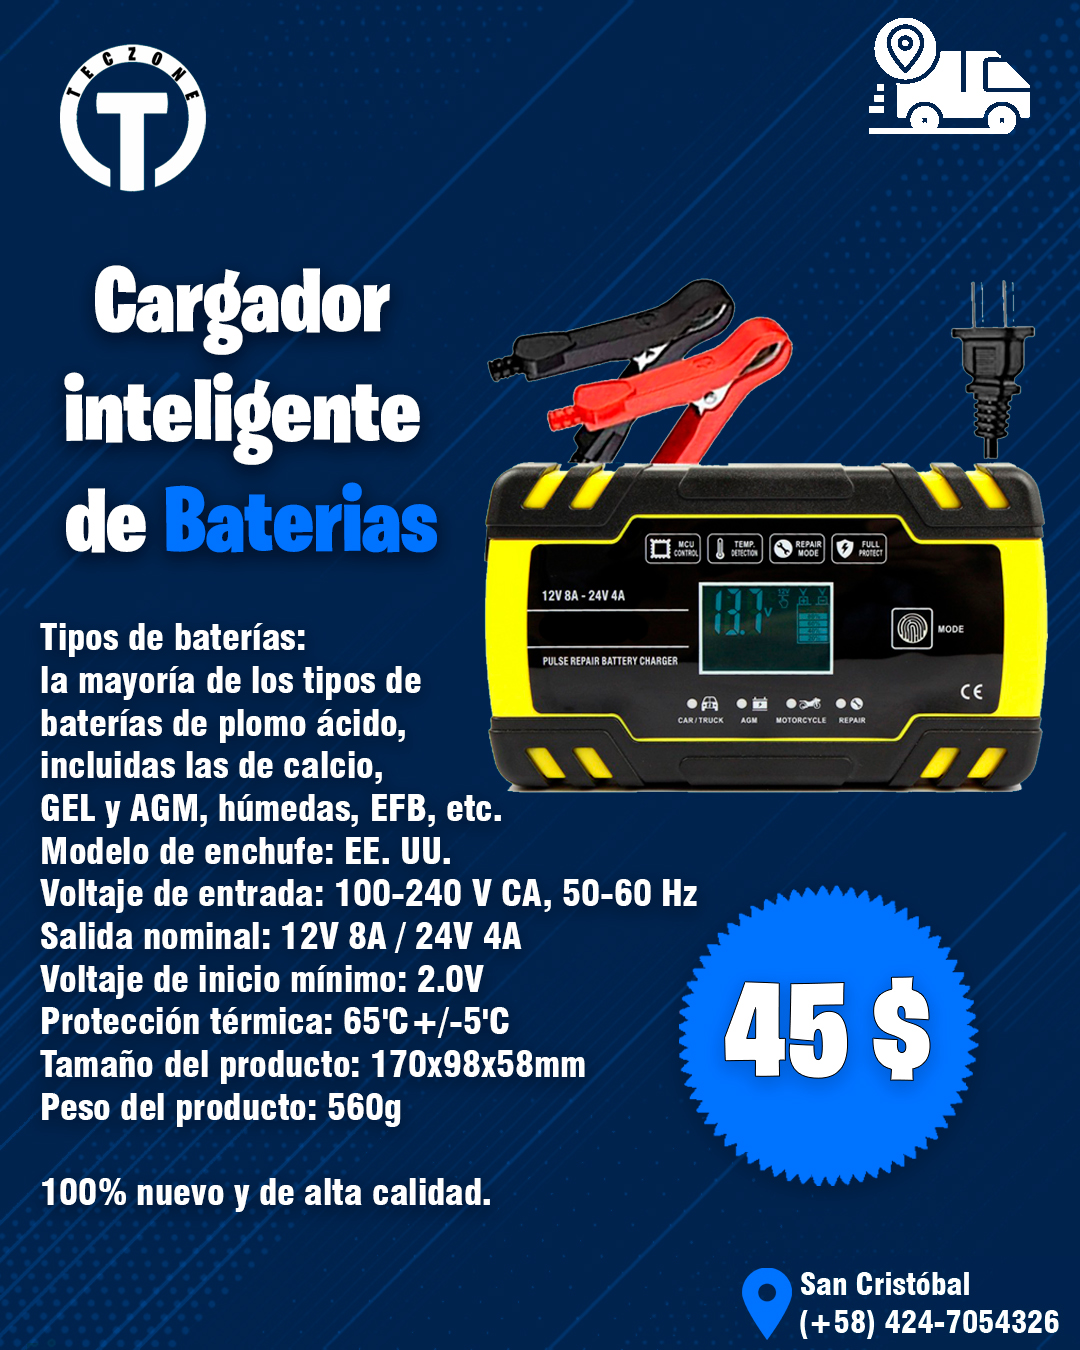 TECZONE
T
Cargador
inteligente
de Baterias
MCU
CONTROL
TEMP.
DETECTION
REPAIR
MODE
FULL
PROTECT
12V 8A - 24V 4A
13.7 V
PULSE REPAIR BATTERY CHARGER
MODE
CE
CAR / TRUCK
AGM
MOTORCYCLE
REPAIR
Tipos de baterías:
la mayoría de los tipos de
baterías de plomo ácido,
incluidas las de calcio,
GEL y AGM, húmedas, EFB, etc.
Modelo de enchufe: EE. UU.
Voltaje de entrada: 100-240 V CA, 50-60 Hz
Salida nominal: 12V 8A / 24V 4A
Voltaje de inicio mínimo: 2.0V
Protección térmica: 65'C+/-5'C
Tamaño del producto: 170x98x58mm
Peso del producto: 560g
45 $
100% nuevo y de alta calidad.
San Cristóbal
(+58) 424-7054326